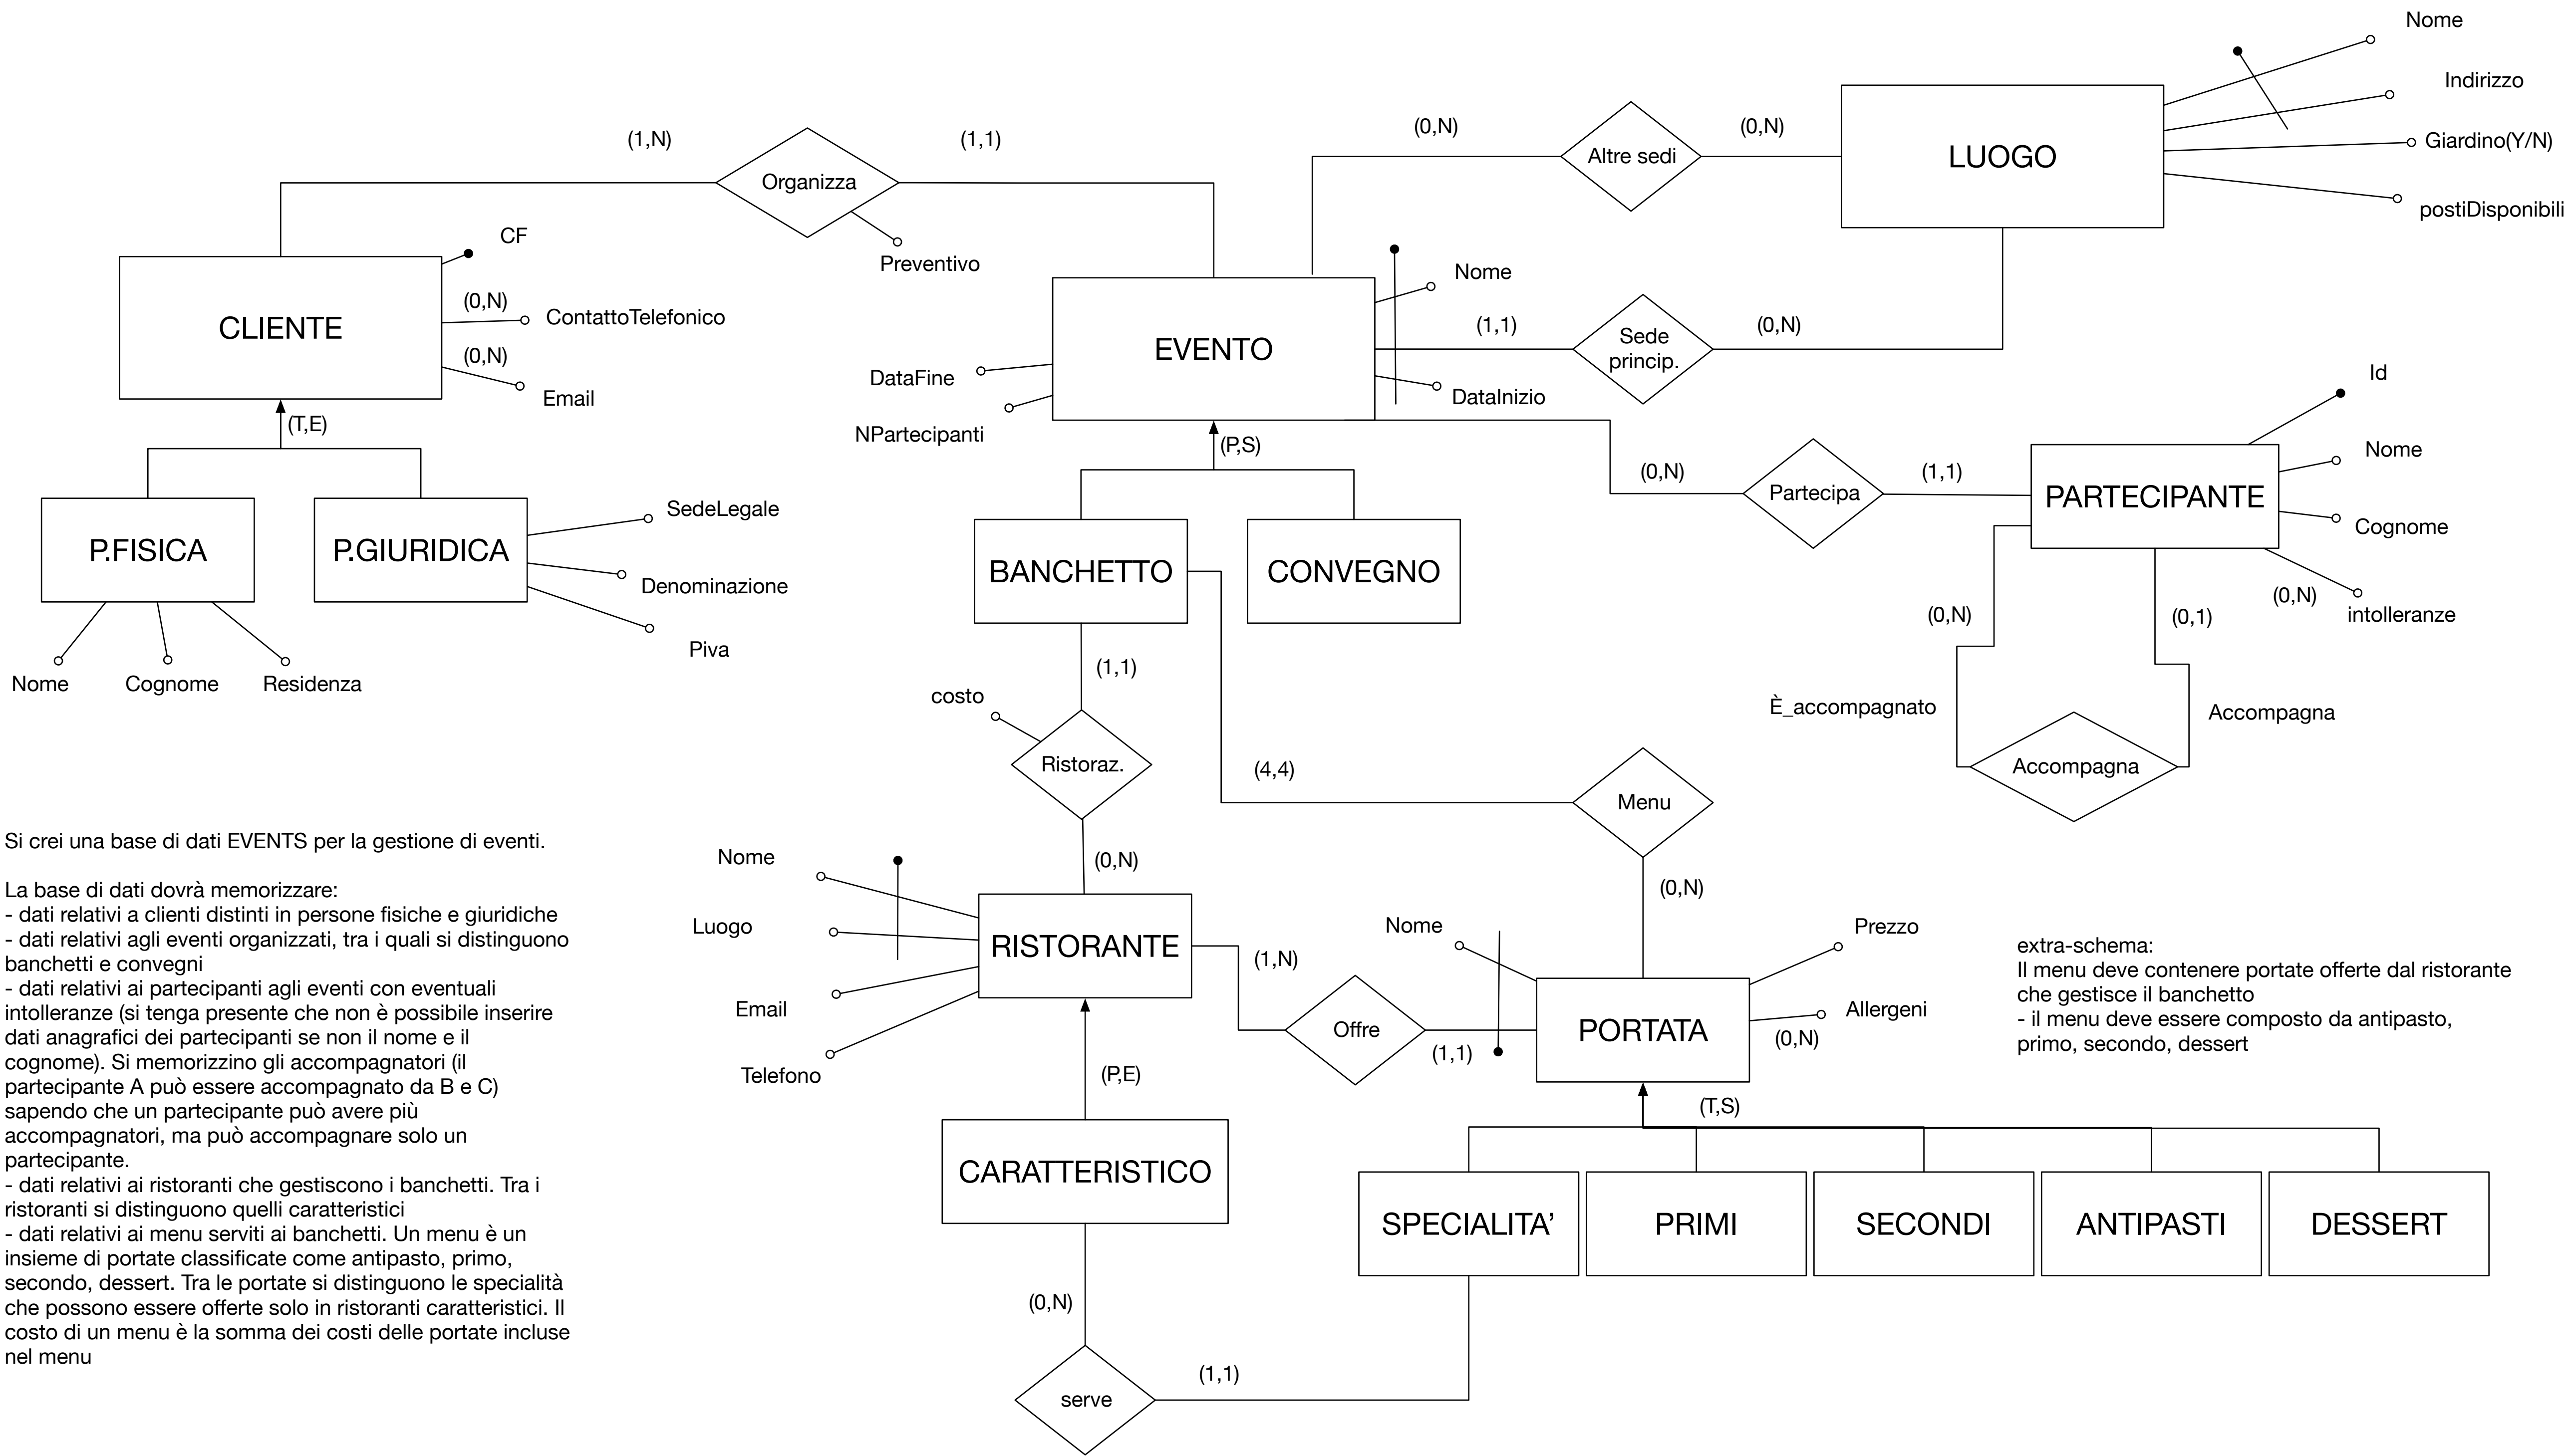 Nome
Indirizzo
Giardino(Y/N)
postiDisponibili
LUOGO
(0,N)
Altre sedi
(0,N)
(1,N)
Organizza
(1,1)
Preventivo
CF
(0,N)
ContattoTelefonico
(0,N)
Email
CLIENTE
(T,E)
P.FISICA
P.GIURIDICA
SedeLegale
Denominazione
Piva
Nome
Cognome
Residenza
EVENTO
Nome
(1,1)
Sede
princip.
(0,N)
DataInizio
DataFine
NPartecipanti
(P,S)
BANCHETTO
CONVEGNO
(0,N)
Partecipa
(1,1)
PARTECIPANTE
Id
Nome
Cognome
(0,N)
intolleranze
(0,N)
(0,1)
È_accompagnato
Accompagna
Accompagna
(1,1)
costo
Ristoraz.
(0,N)
(4,4)
Menu
(0,N)
Nome
Luogo
Email
Telefono
RISTORANTE
(1,N)
Offre
(1,1)
Nome
PORTATA
Prezzo
Allergeni
(0,N)
(P,E)
CARATTERISTICO
(T,S)
SPECIALITA’
PRIMI
SECONDI
ANTIPASTI
DESSERT
(0,N)
serve
(1,1)
Si crei una base di dati EVENTS per la gestione di eventi.
La base di dati dovrà memorizzare:
- dati relativi a clienti distinti in persone fisiche e giuridiche
- dati relativi agli eventi organizzati, tra i quali si distinguono
banchetti e convegni
- dati relativi ai partecipanti agli eventi con eventuali
intolleranze (si tenga presente che non è possibile inserire
dati anagrafici dei partecipanti se non il nome e il
cognome). Si memorizzino gli accompagnatori (il
partecipante A può essere accompagnato da B e C)
sapendo che un partecipante può avere più
accompagnatori, ma può accompagnare solo un
partecipante.
- dati relativi ai ristoranti che gestiscono i banchetti. Tra i
ristoranti si distinguono quelli caratteristici
- dati relativi ai menu serviti ai banchetti. Un menu è un
insieme di portate classificate come antipasto, primo,
secondo, dessert. Tra le portate si distinguono le specialità
che possono essere offerte solo in ristoranti caratteristici. Il
costo di un menu è la somma dei costi delle portate incluse
nel menu
extra-schema:
Il menu deve contenere portate offerte dal ristorante
che gestisce il banchetto
- il menu deve essere composto da antipasto,
primo, secondo, dessert